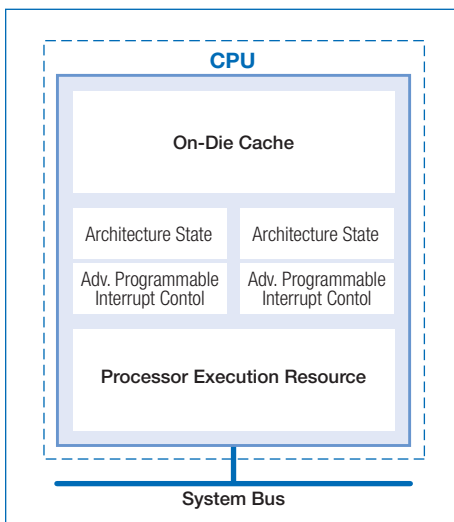 CPU
On-Die Cache
Architecture State
Architecture State
Adv. Programmable
Interrupt Contol
Adv. Programmable
Interrupt Contol
Processor Execution Resource
System Bus